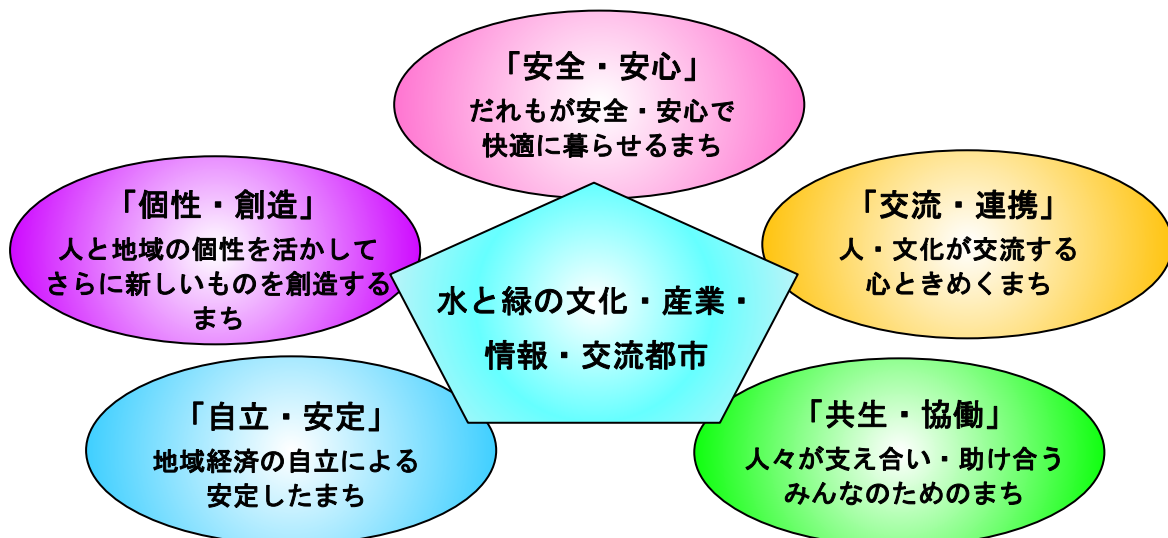 「安全・安心」
だれもが安全・安心で
快適に暮らせるまち
「個性・創造」
人と地域の個性を活かして
さらに新しいものを創造する
まち
「交流・連携」
人・文化が交流する
心ときめくまち
水と緑の文化・産業・
情報・交流都市
「自立・安定」
地域経済の自立による
安定したまち
「共生・協働」
人々が支え合い・助け合う
みんなのためのまち